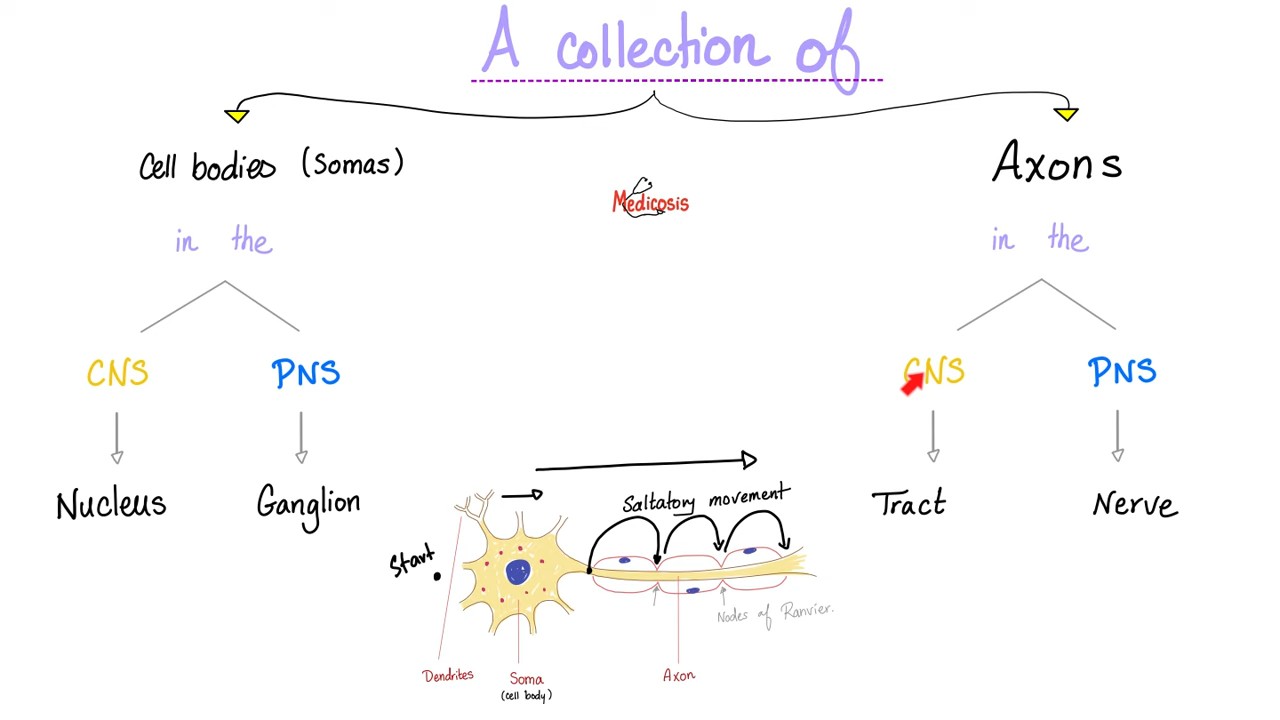 A collection of
Cell bodies (Somas)
Axons
Medicosis
in the
in the
CNS
PNS
CNS
PNS
Nucleus
Ganglion
Tract
Nerve
Saltatory movement
Start
Nodes of Ranvier.
Dendrites
Soma
(cell body)
Axon